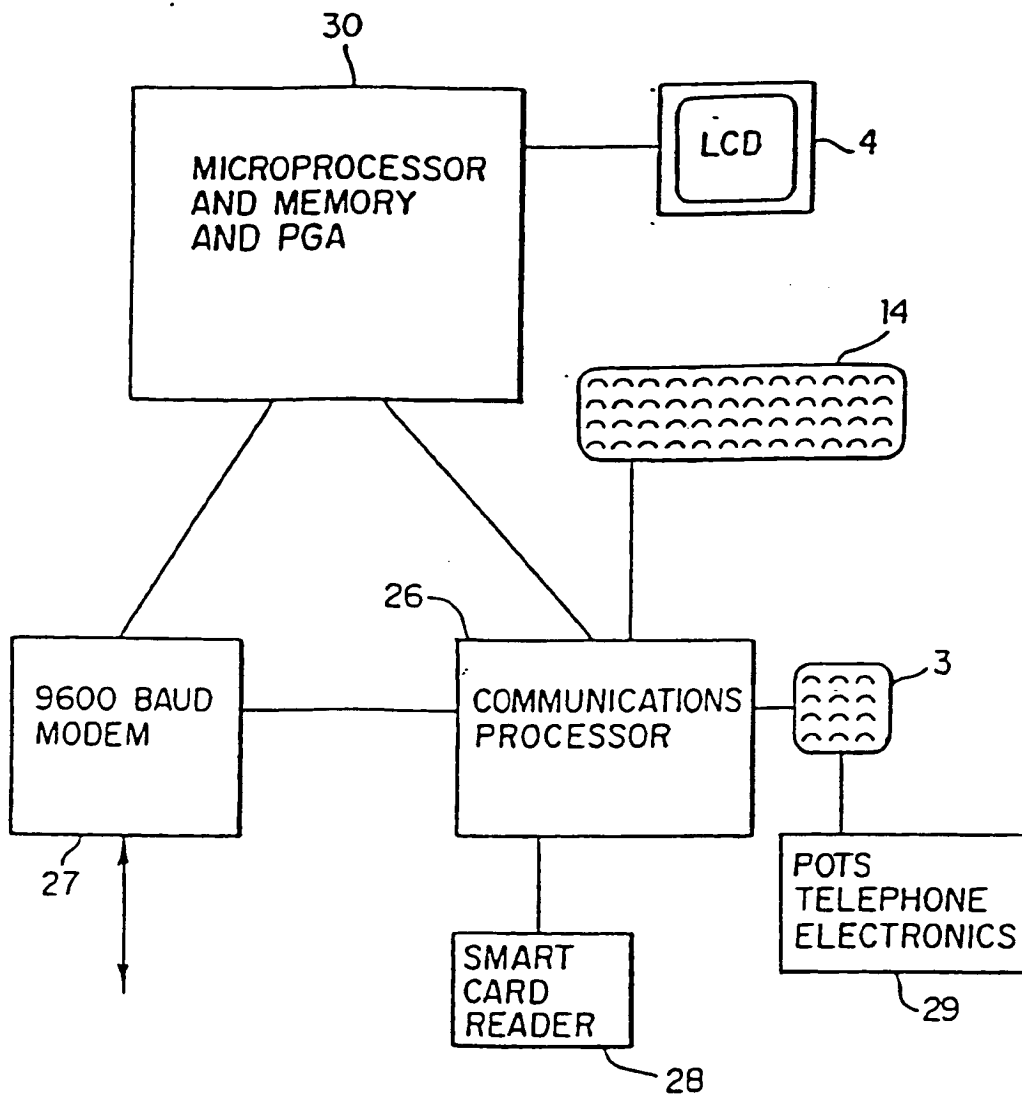 30
MICROPROCESSOR
AND MEMORY
AND PGA
LCD
4
14
26
9600 BAUD
MODEM
27
COMMUNICATIONS
PROCESSOR
3
POTS
TELEPHONE
ELECTRONICS
29
SMART
CARD
READER
28